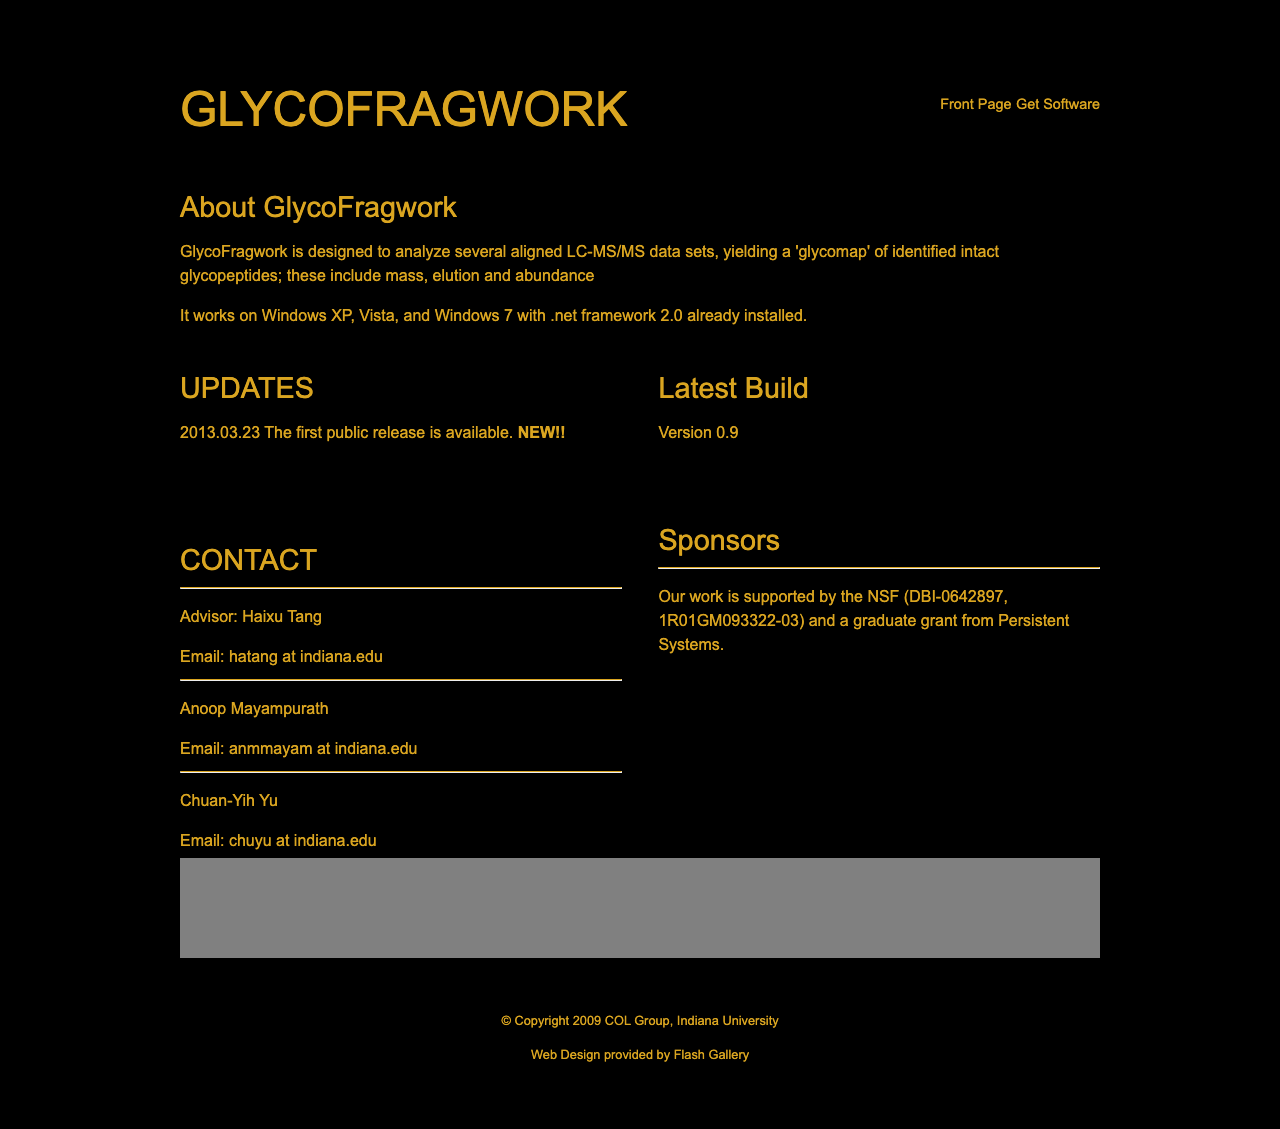 GLYCOFRAGWORK
Front Page Get Software
About GlycoFragwork
GlycoFragwork is designed to analyze several aligned LC-MS/MS data sets, yielding a 'glycomap' of identified intact
glycopeptides; these include mass, elution and abundance
It works on Windows XP, Vista, and Windows 7 with .net framework 2.0 already installed.
UPDATES
2013.03.23 The first public release is available. NEW!!
Latest Build
Version 0.9
CONTACT
Advisor: Haixu Tang
Email: hatang at indiana.edu
Anoop Mayampurath
Email: anmmayam at indiana.edu
Chuan-Yih Yu
Email: chuyu at indiana.edu
Sponsors
Our work is supported by the NSF (DBI-0642897,
1R01GM093322-03) and a graduate grant from Persistent
Systems.
© Copyright 2009 COL Group, Indiana University
Web Design provided by Flash Gallery